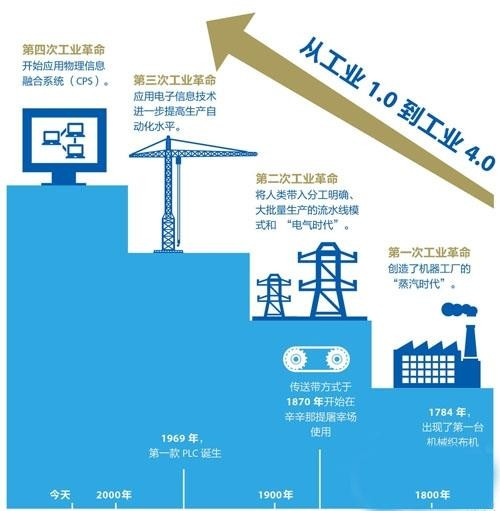 从工业 1.0 到工业 4.0
第四次工业革命
开始应用物理信息
融合系统（CPS）。
第三次工业革命
应用电子信息技术
进一步提高生产自
动化水平。
第二次工业革命
将人类带入分工明确、
大批量生产的流水线模
式和 “电气时代”。
第一次工业革命
创造了机器工厂的
“蒸汽时代”。
传送带方式于
1870 年开始在
辛辛那提屠宰场
使用
1784 年，
出现了第一台
机械织布机
1969 年，
第一款 PLC 诞生
今天 2000年 1900年 1800年